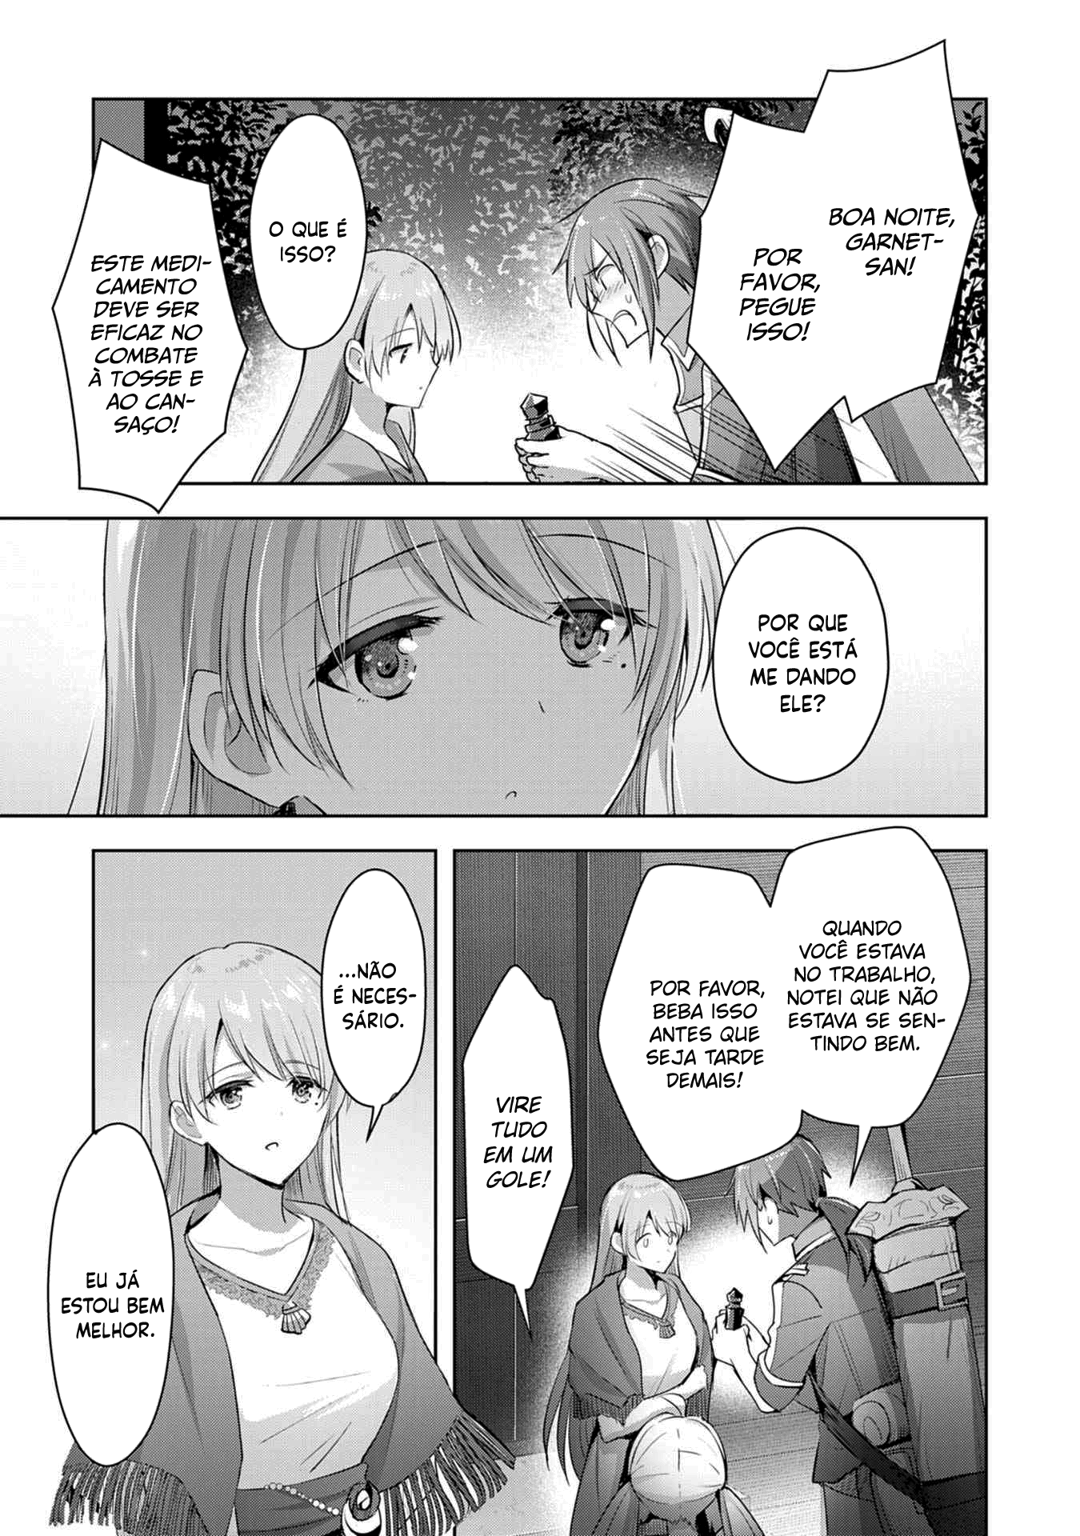 BOA NOITE,
GARNET-
SAN!
POR
FAVOR,
PEGUE
ISSO!
O QUE É
ISSO?
ESTE MEDI-
CAMENTO
DEVE SER
EFICAZ NO
COMBATE
À TOSSE E
AO CAN-
SAÇO!
POR QUE
VOCÊ ESTÁ
ME DANDO
ELE?
QUANDO
VOCÊ ESTAVA
NO TRABALHO,
NOTEI QUE NÃO
ESTAVA SE SEN-
TINDO BEM.
POR FAVOR,
BEBA ISSO
ANTES QUE
SEJA TARDE
DEMAIS!
VIRE
TUDO
EM UM
GOLE!
...NÃO
É NECES-
SÁRIO.
EU JÁ
ESTOU BEM
MELHOR.